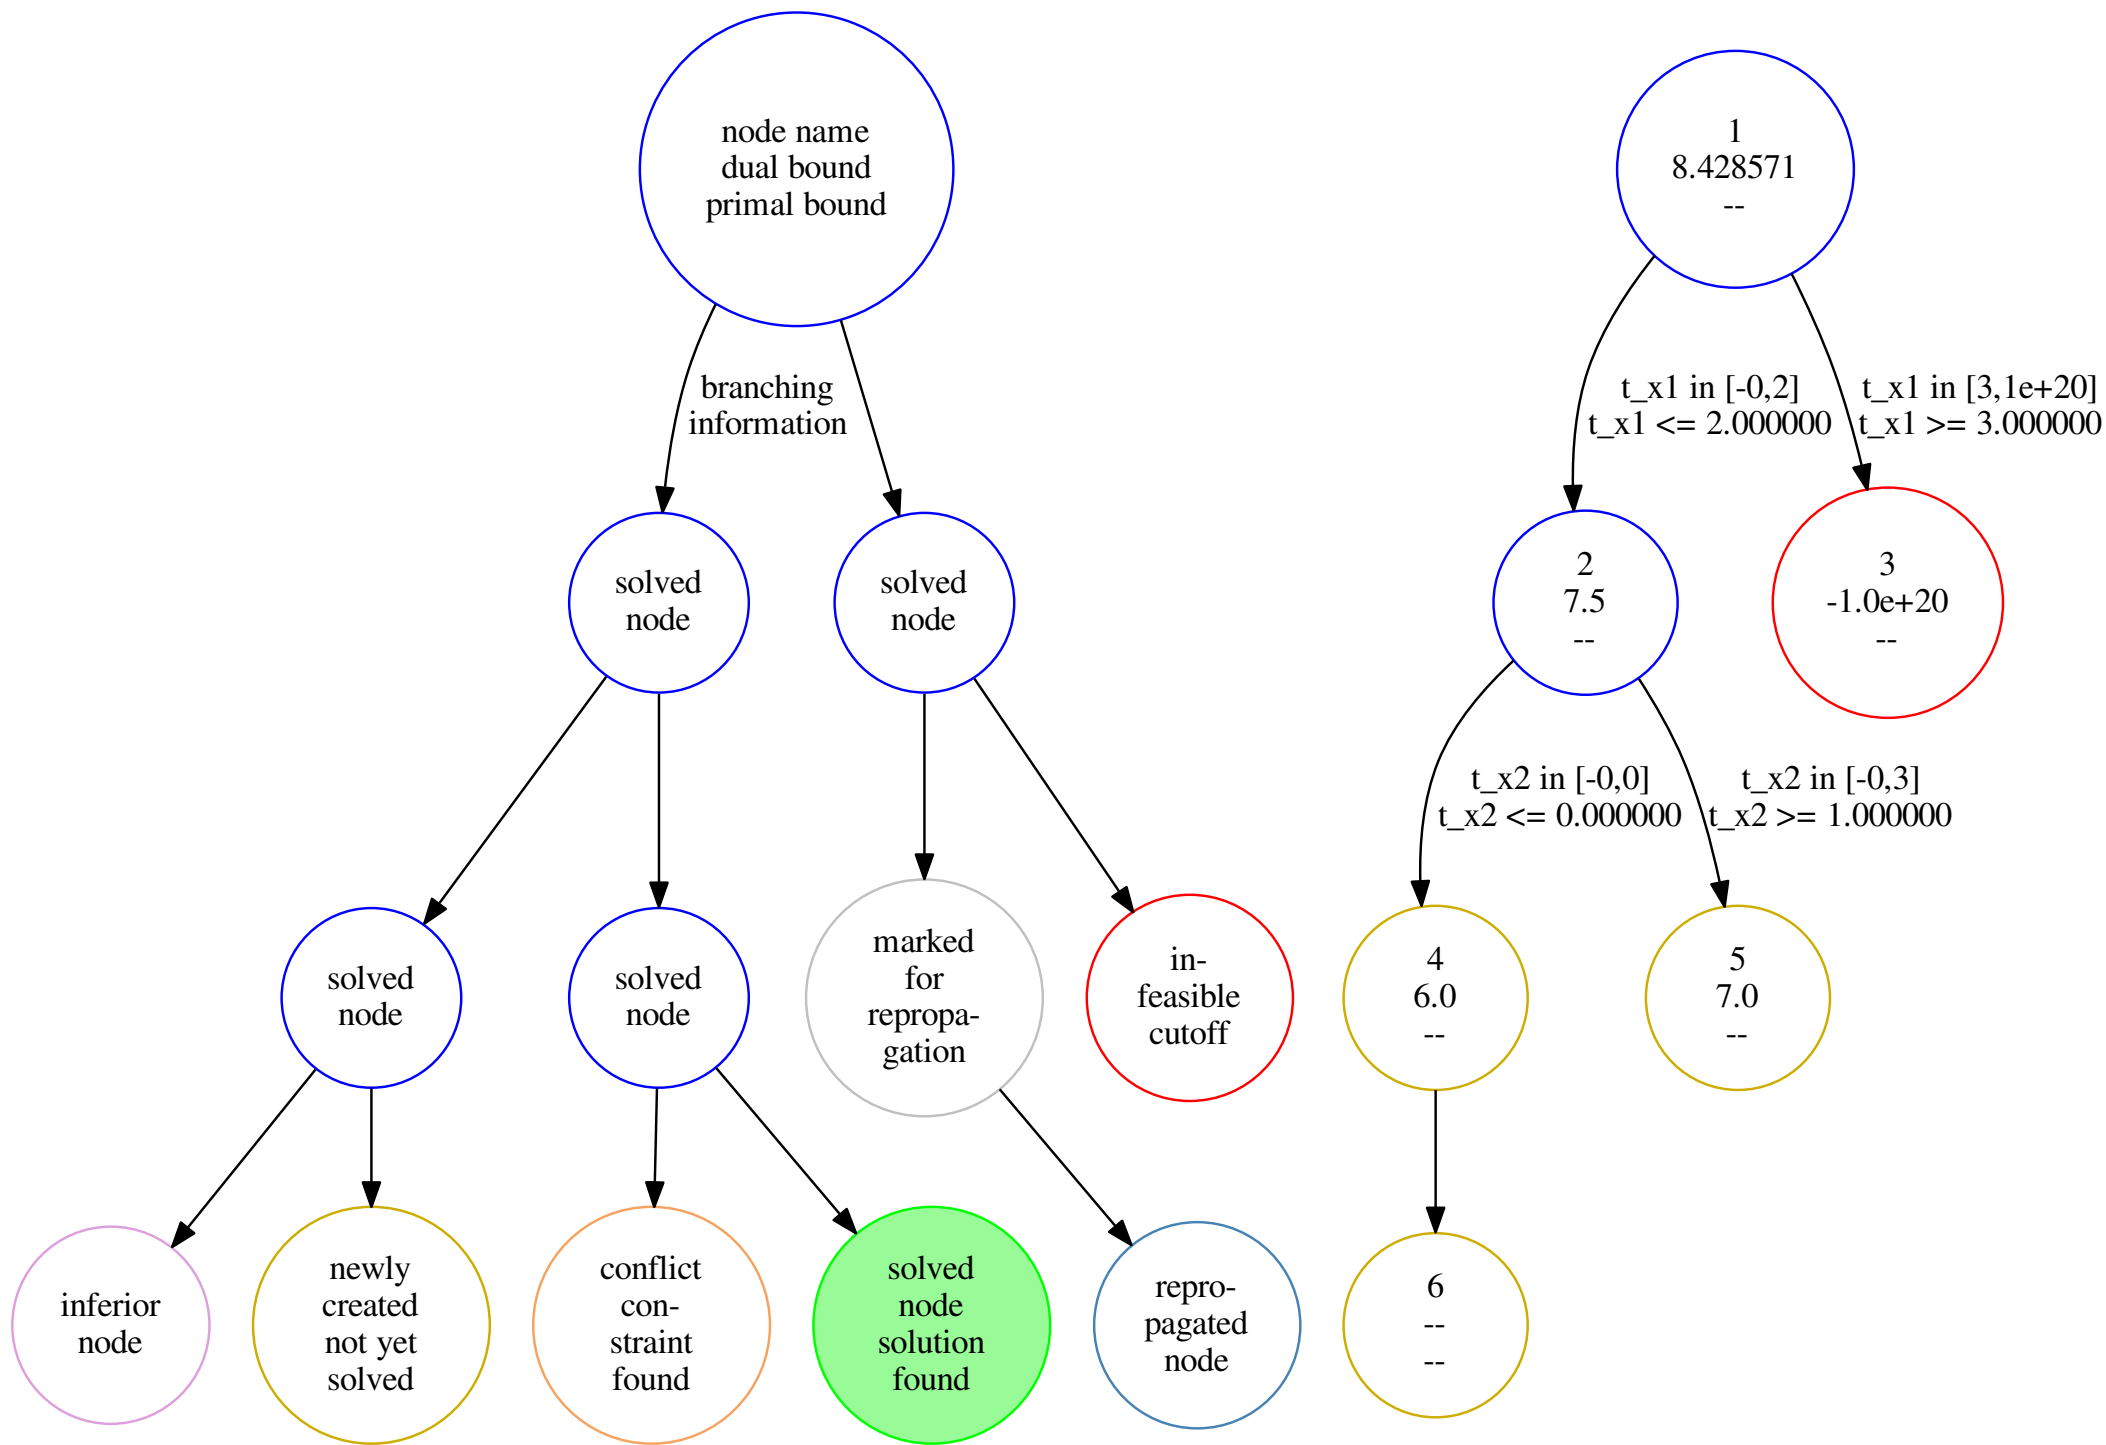 node name
dual bound
primal bound
branching
information
solved
node
solved
node
solved
node
solved
node
marked
for
repropa-
gation
in-
feasible
cutoff
inferior
node
newly
created
not yet
solved
conflict
con-
straint
found
solved
node
solution
found
repro-
pagated
node
1
8.428571
--
t_x1 in [-0,2]
t_x1 <= 2.000000
t_x1 in [3,1e+20]
t_x1 >= 3.000000
2
7.5
--
3
-1.0e+20
--
t_x2 in [-0,0]
t_x2 <= 0.000000
t_x2 in [-0,3]
t_x2 >= 1.000000
4
6.0
--
5
7.0
--
6
--
--